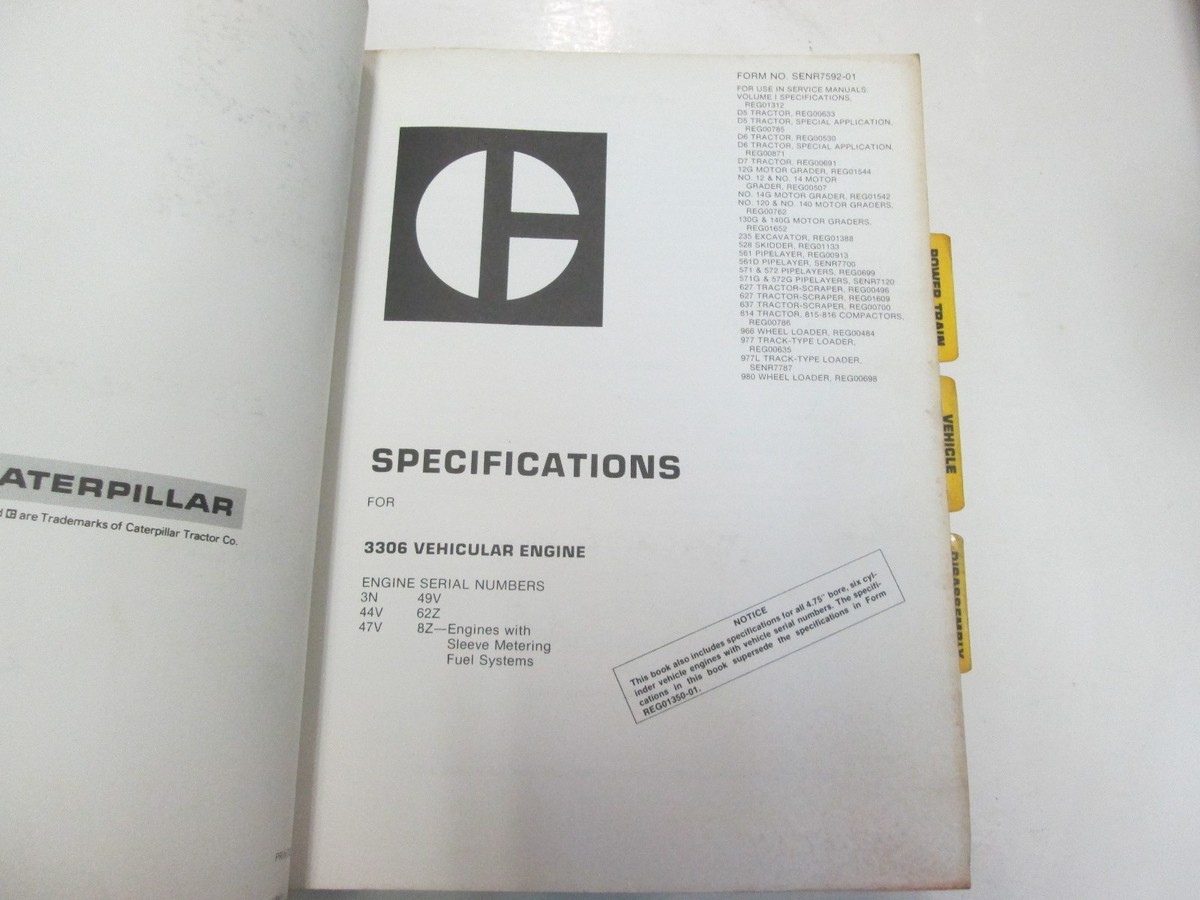 ATERPILLAR
are Trademarks of Caterpillar Tractor Co.
FORM NO. SENR7592-01
FOR USE IN SERVICE MANUALS:
VOLUME I SPECIFICATIONS,
REG01312
D5 TRACTOR, REG00633
D5 TRACTOR, SPECIAL APPLICATION,
REG00785
D6 TRACTOR, REG00530
D6 TRACTOR, SPECIAL APPLICATION,
REG00871
D7 TRACTOR, REG00691
12G MOTOR GRADER, REG01544
NO. 12 & NO. 14 MOTOR
GRADER, REG00507
NO. 14G MOTOR GRADER, REG01542
NO. 120 & NO. 140 MOTOR GRADERS,
REG00762
130G & 140G MOTOR GRADERS,
REG01652
235 EXCAVATOR, REG01388
528 SKIDDER, REG01133
561 PIPELAYER, REG00913
561D PIPELAYER, SENR7700
571 & 572 PIPELAYERS, REG0699
571G & 572G PIPELAYERS, SENR7120
627 TRACTOR-SCRAPER, REG00496
627 TRACTOR-SCRAPER, REG01609
637 TRACTOR-SCRAPER, REG00700
814 TRACTOR, 815-816 COMPACTORS,
REG00786
966 WHEEL LOADER, REG00484
977 TRACK-TYPE LOADER,
REG00635
977L TRACK-TYPE LOADER,
SENR7787
980 WHEEL LOADER, REG00698
SPECIFICATIONS
FOR
3306 VEHICULAR ENGINE
ENGINE SERIAL NUMBERS
3N 49V
44V 62Z
47V 8Z—Engines with
Sleeve Metering
Fuel Systems
NOTICE
This book also includes specifications for all 4.75" bore, six cyl-
inder vehicle engines with vehicle serial numbers. The specifi-
cations in this book supersede the specifications in Form
REG01350-01.
POWER TRAIN
VEHICLE
DISASSEMBLY